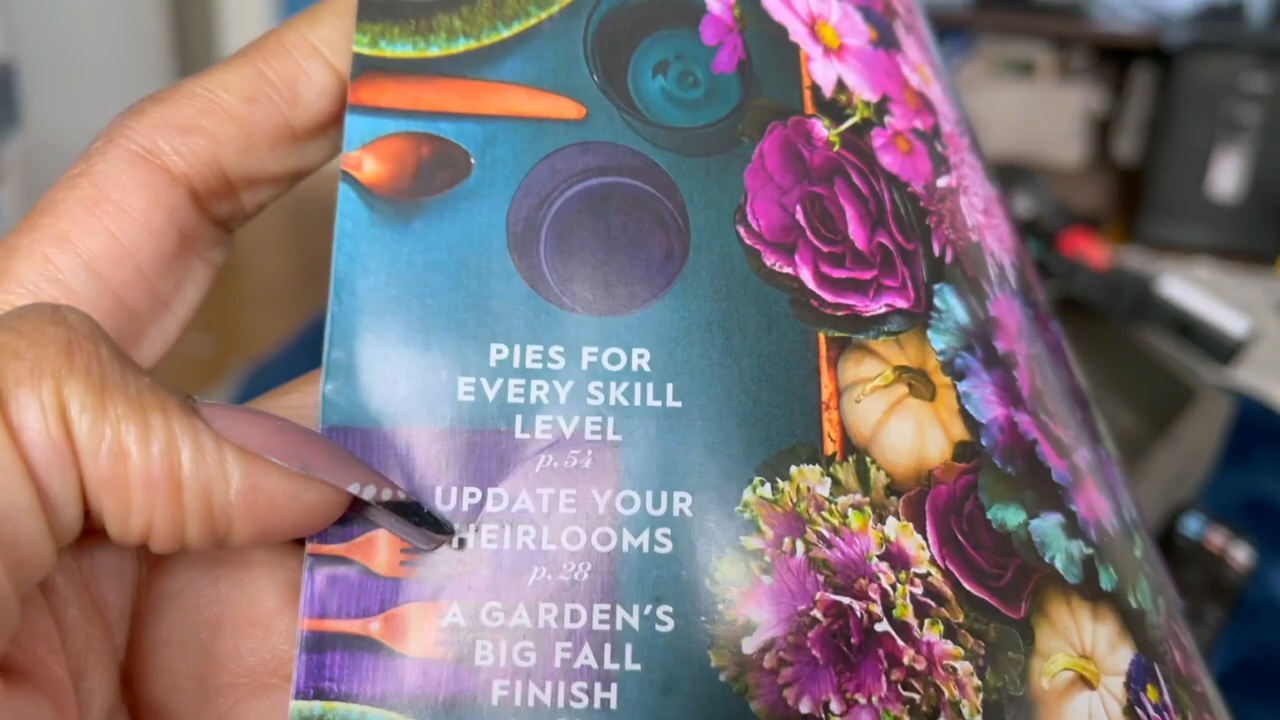 PIES FOR
EVERY SKILL
LEVEL
p.54
UPDATE YOUR
HEIRLOOMS
p.28
A GARDEN'S
BIG FALL
FINISH